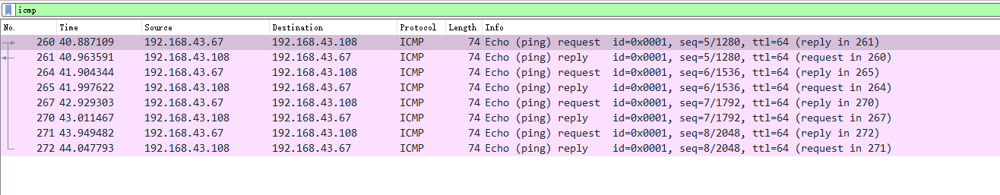 icmp
No. Time Source Destination Protocol Length Info
260 40.887109 192.168.43.67 192.168.43.108 ICMP 74 Echo (ping) request id=0x0001, seq=5/1280, ttl=64 (reply in 261)
261 40.963591 192.168.43.108 192.168.43.67 ICMP 74 Echo (ping) reply id=0x0001, seq=5/1280, ttl=64 (request in 260)
264 41.904344 192.168.43.67 192.168.43.108 ICMP 74 Echo (ping) request id=0x0001, seq=6/1536, ttl=64 (reply in 265)
265 41.997622 192.168.43.108 192.168.43.67 ICMP 74 Echo (ping) reply id=0x0001, seq=6/1536, ttl=64 (request in 264)
267 42.929303 192.168.43.67 192.168.43.108 ICMP 74 Echo (ping) request id=0x0001, seq=7/1792, ttl=64 (reply in 270)
270 43.011467 192.168.43.108 192.168.43.67 ICMP 74 Echo (ping) reply id=0x0001, seq=7/1792, ttl=64 (request in 267)
271 43.949482 192.168.43.67 192.168.43.108 ICMP 74 Echo (ping) request id=0x0001, seq=8/2048, ttl=64 (reply in 272)
272 44.047793 192.168.43.108 192.168.43.67 ICMP 74 Echo (ping) reply id=0x0001, seq=8/2048, ttl=64 (request in 271)